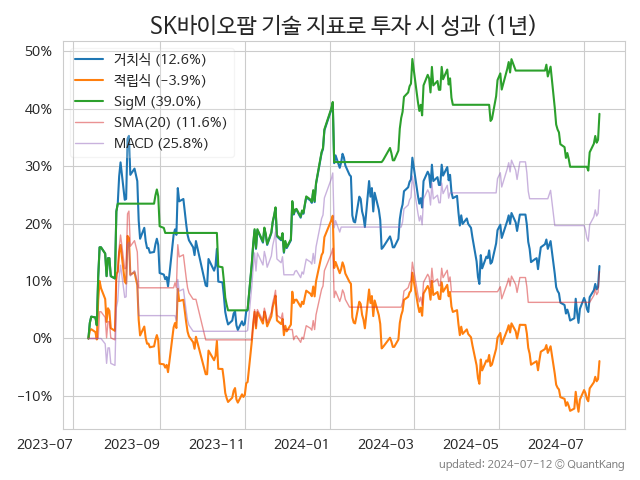 SK바이오팜 기술 지표로 투자 시 성과 (1년)
50%
40%
30%
20%
10%
0%
−10%
거치식 (12.6%)
적립식 (−3.9%)
SigM (39.0%)
SMA(20) (11.6%)
MACD (25.8%)
2023-07 2023-09 2023-11 2024-01 2024-03 2024-05 2024-07
updated: 2024-07-12 ⓒ QuantKang